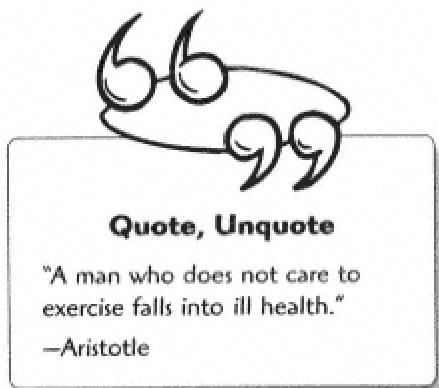 Quote, Unquote
"A man who does not care to
exercise falls into ill health."
—Aristotle